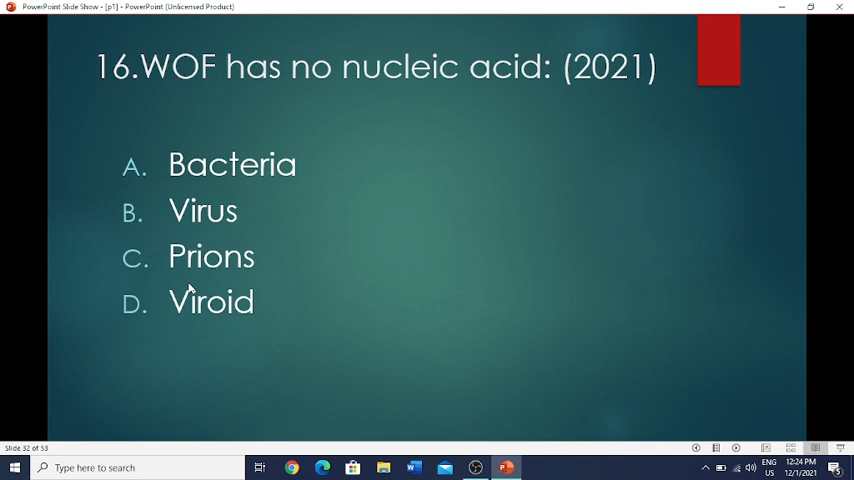 PowerPoint Slide Show - [p1] - PowerPoint (Unlicensed Product)
16.WOF has no nucleic acid: (2021)
A. Bacteria
B. Virus
C. Prions
D. Viroid
Slide 32 of 53
Type here to search
ENG
US
12:24 PM
12/1/2021
5